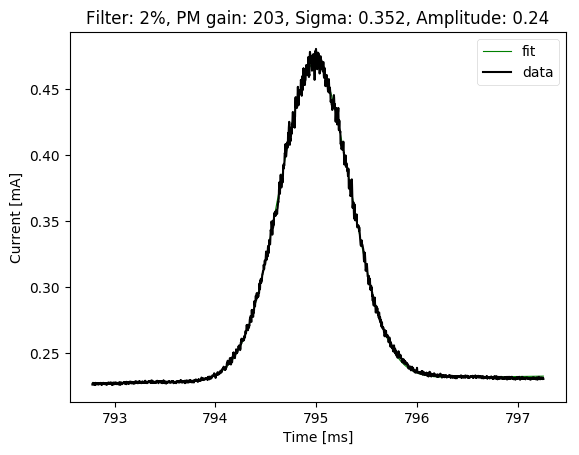 Filter: 2%, PM gain: 203, Sigma: 0.352, Amplitude: 0.24
fit
data
0.45
0.40
0.35
0.30
0.25
Current [mA]
793 794 795 796 797
Time [ms]